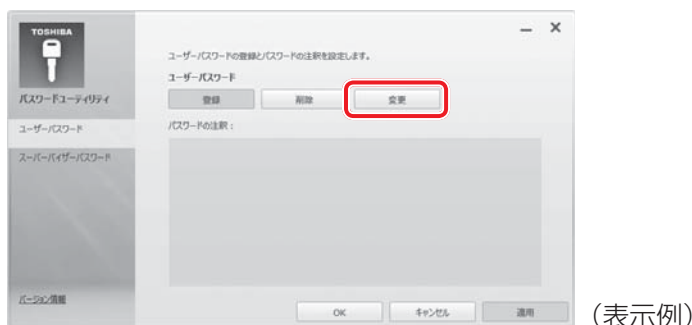 TOSHIBA
パスワードユーティリティ
ユーザーパスワード
スーパーバイザーパスワード
バージョン情報
ユーザーパスワードの登録とパスワードの注釈を設定します。
ユーザーパスワード
登録 削除 変更
パスワードの注釈：
OK キャンセル 適用
（表示例）